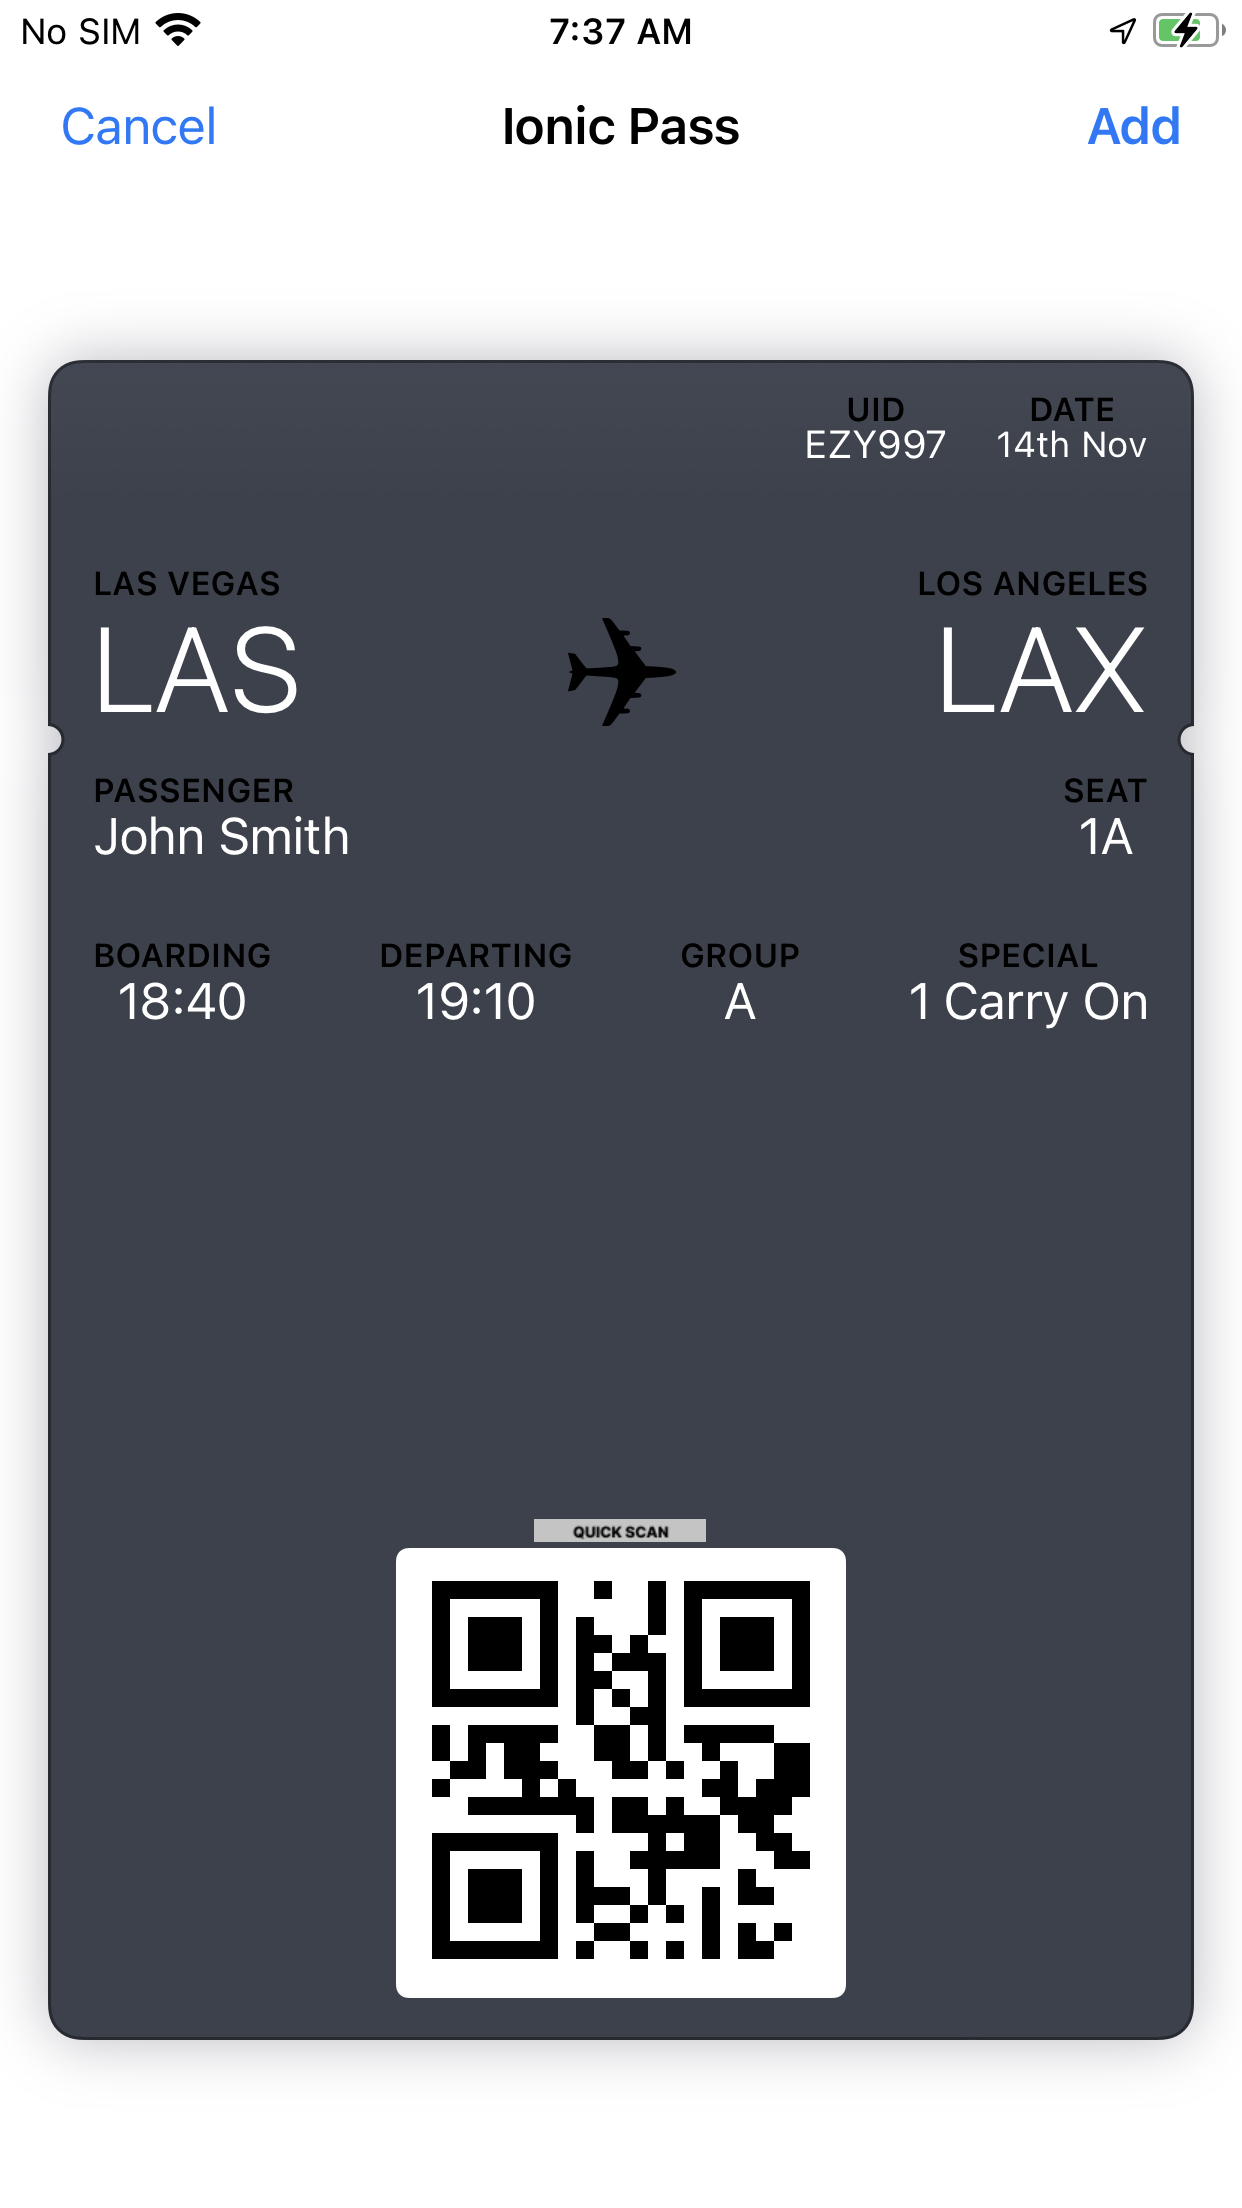 No SIM 7:37 AM
Cancel Ionic Pass Add
UID DATE
EZY997 14th Nov
LAS VEGAS LOS ANGELES
LAS LAX
PASSENGER SEAT
John Smith 1A
BOARDING DEPARTING GROUP SPECIAL
18:40 19:10 A 1 Carry On
QUICK SCAN